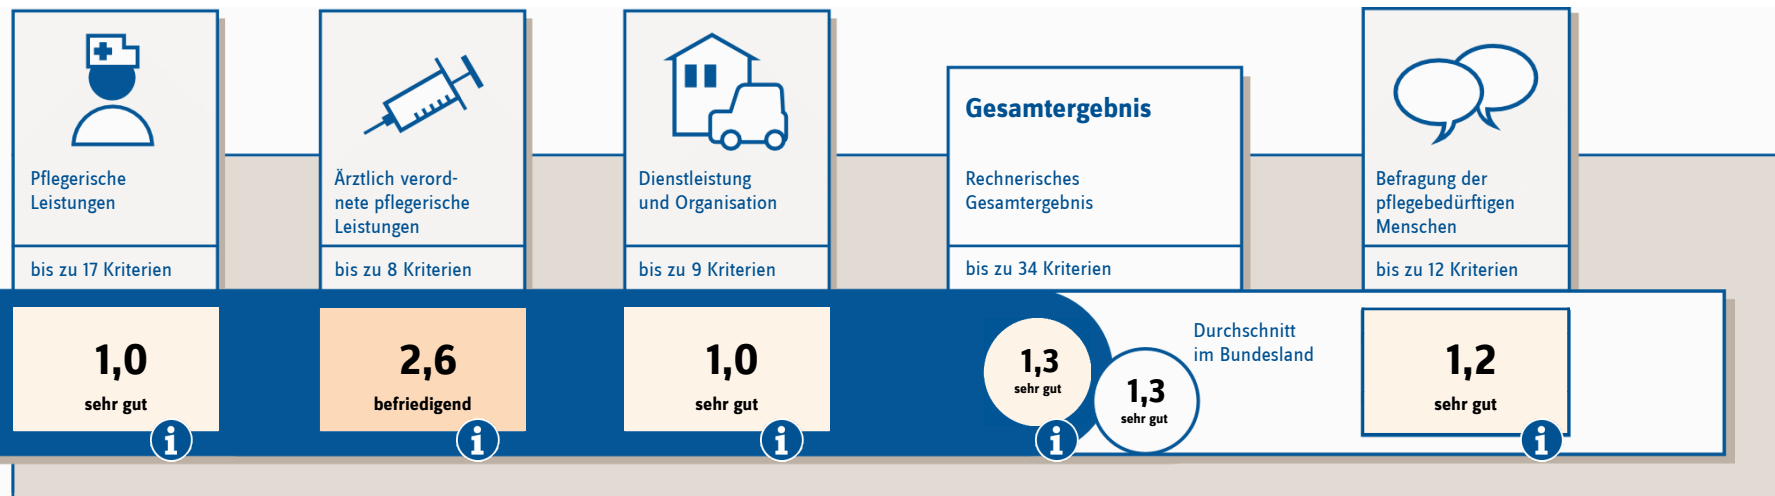 Pflegerische
Leistungen
bis zu 17 Kriterien
1,0
sehr gut
i
Ärztlich verord-
nete pflegerische
Leistungen
bis zu 8 Kriterien
2,6
befriedigend
i
Dienstleistung
und Organisation
bis zu 9 Kriterien
1,0
sehr gut
i
Gesamtergebnis
Rechnerisches
Gesamtergebnis
bis zu 34 Kriterien
1,3
sehr gut
i
1,3
sehr gut
Durchschnitt
im Bundesland
Befragung der
pflegebedürftigen
Menschen
bis zu 12 Kriterien
1,2
sehr gut
i